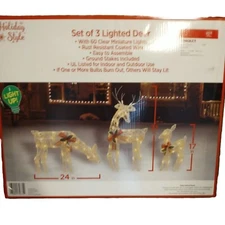 Holiday
Style
Set of 3 Lighted Deer
• With 60 Clear Miniature Lights
• Rust Resistant Coated Wire
• Easy to Assemble
• Ground Stakes Included
• UL Listed for Indoor and Outdoor Use
• If One or More Bulbs Burn Out, Others Will Stay Lit
LIGHT
UP!
24"